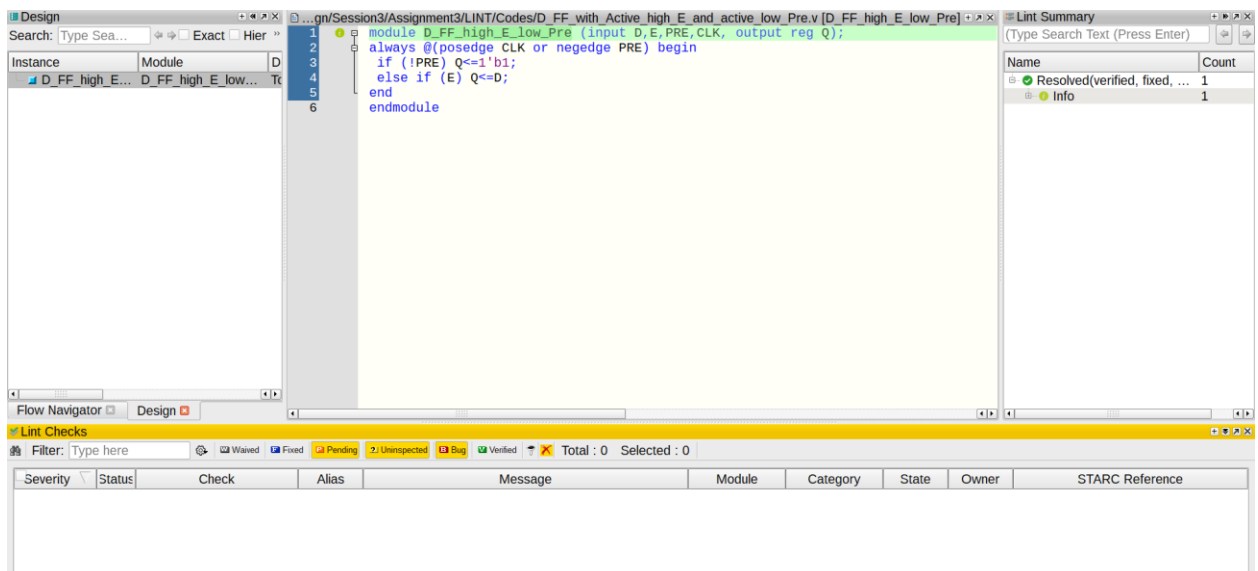 Design
Search: Type Sea... Exact Hier »
Instance Module D
D_FF_high_E... D_FF_high_E_low... To
Flow Navigator Design
...gn/Session3/Assignment3/LINT/Codes/D_FF_with_Active_high_E_and_active_low_Pre.v [D_FF_high_E_low_Pre]
1 module D_FF_high_E_low_Pre (input D,E,PRE,CLK, output reg Q);
2 always @(posedge CLK or negedge PRE) begin
3 if (!PRE) Q<=1'b1;
4 else if (E) Q<=D;
5 end
6 endmodule
Lint Summary
(Type Search Text (Press Enter)
Name Count
Resolved(verified, fixed, ... 1
Info 1
Lint Checks
Filter: Type here Waived Fixed Pending Uninspected Bug Verified Total : 0 Selected : 0
Severity Status Check Alias Message Module Category State Owner STARC Reference